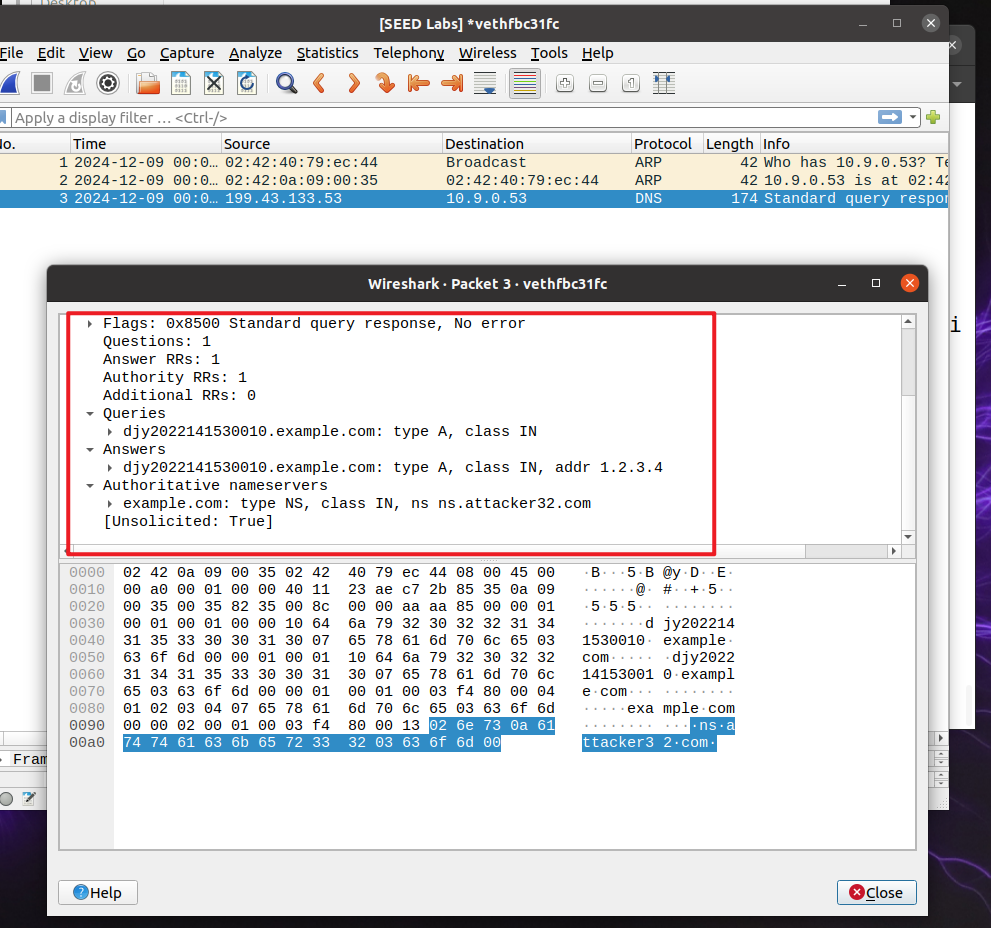 Desktop
[SEED Labs] *vethfbc31fc
File Edit View Go Capture Analyze Statistics Telephony Wireless Tools Help
Apply a display filter … <Ctrl-/>
No. Time Source Destination Protocol Length Info
1 2024-12-09 00:0… 02:42:40:79:ec:44 Broadcast ARP 42 Who has 10.9.0.53? Te
2 2024-12-09 00:0… 02:42:0a:09:00:35 02:42:40:79:ec:44 ARP 42 10.9.0.53 is at 02:42
3 2024-12-09 00:0… 199.43.133.53 10.9.0.53 DNS 174 Standard query respon
Wireshark · Packet 3 · vethfbc31fc
Flags: 0x8500 Standard query response, No error
i
Questions: 1
Answer RRs: 1
Authority RRs: 1
Additional RRs: 0
Queries
djy2022141530010.example.com: type A, class IN
Answers
djy2022141530010.example.com: type A, class IN, addr 1.2.3.4
Authoritative nameservers
example.com: type NS, class IN, ns ns.attacker32.com
[Unsolicited: True]
0000 02 42 0a 09 00 35 02 42 40 79 ec 44 08 00 45 00 ·B···5·B @y·D··E·
0010 00 a0 00 01 00 00 40 11 23 ae c7 2b 85 35 0a 09 ······@· #··+·5··
0020 00 35 00 35 82 35 00 8c 00 00 aa aa 85 00 00 01 ·5·5·5·· ········
0030 00 01 00 01 00 00 10 64 6a 79 32 30 32 32 31 34 ·······d jy202214
0040 31 35 33 30 30 31 30 07 65 78 61 6d 70 6c 65 03 1530010· example·
0050 63 6f 6d 00 00 01 00 01 10 64 6a 79 32 30 32 32 com····· ·djy2022
0060 31 34 31 35 33 30 30 31 30 07 65 78 61 6d 70 6c 14153001 0·exampl
0070 65 03 63 6f 6d 00 00 01 00 01 00 03 f4 80 00 04 e·com··· ········
0080 01 02 03 04 07 65 78 61 6d 70 6c 65 03 63 6f 6d ·····exa mple·com
0090 00 00 02 00 01 00 03 f4 80 00 13 02 6e 73 0a 61 ········ ···ns·a
00a0 74 74 61 63 6b 65 72 33 32 03 63 6f 6d 00 ttacker3 2·com·
Fram
Help Close